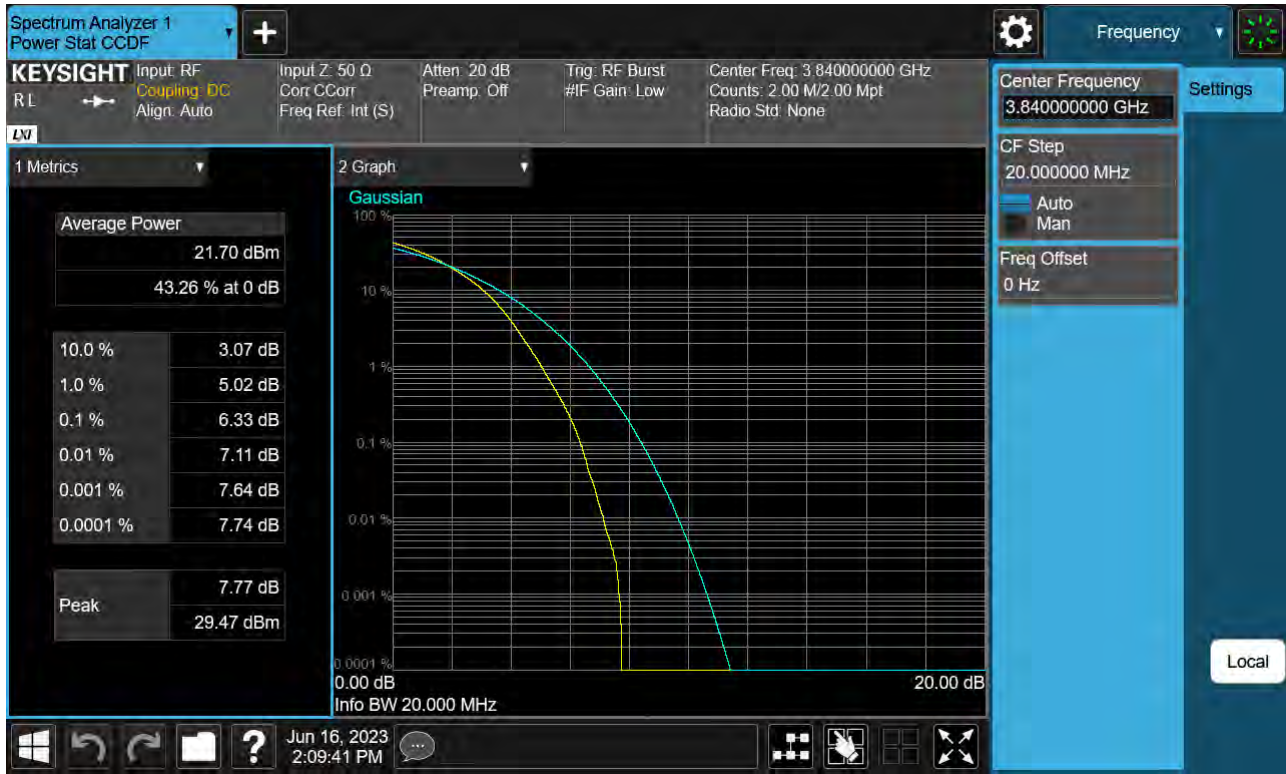 Spectrum Analyzer 1
Power Stat CCDF
Frequency
KEYSIGHT
RL
LXI
Input: RF
Coupling: DC
Align: Auto
Input Z: 50 Ω
Corr CCorr
Freq Ref: Int (S)
Atten: 20 dB
Preamp: Off
Trig: RF Burst
#IF Gain: Low
Center Freq: 3.840000000 GHz
Counts: 2.00 M/2.00 Mpt
Radio Std: None
Center Frequency
3.840000000 GHz
Settings
CF Step
20.000000 MHz
Auto
Man
Freq Offset
0 Hz
1 Metrics
Average Power
21.70 dBm
43.26 % at 0 dB
10.0 % 3.07 dB
1.0 % 5.02 dB
0.1 % 6.33 dB
0.01 % 7.11 dB
0.001 % 7.64 dB
0.0001 % 7.74 dB
Peak
7.77 dB
29.47 dBm
2 Graph
Gaussian
100 %
10 %
1 %
0.1 %
0.01 %
0.001 %
0.0001 %
0.00 dB 20.00 dB
Info BW 20.000 MHz
Local
?
Jun 16, 2023
2:09:41 PM